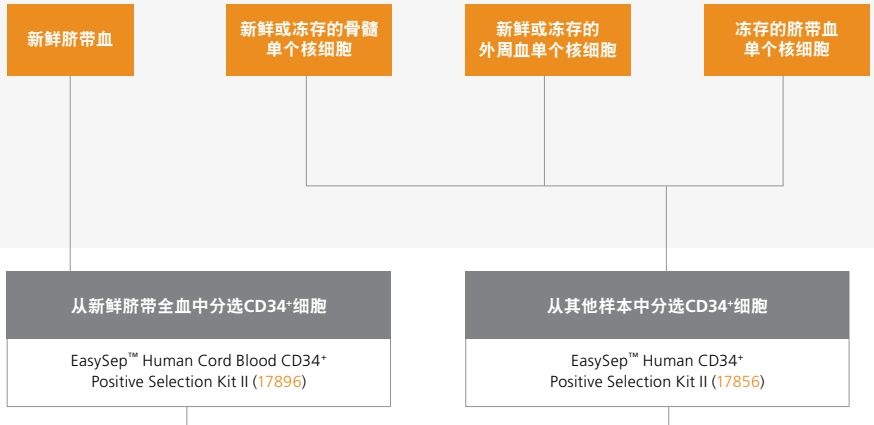 新鲜脐带血
新鲜或冻存的骨髓
单个核细胞
新鲜或冻存的
外周血单个核细胞
冻存的脐带血
单个核细胞
从新鲜脐带全血中分选CD34⁺细胞
EasySep™ Human Cord Blood CD34⁺
Positive Selection Kit II (17896)
从其他样本中分选CD34⁺细胞
EasySep™ Human CD34⁺
Positive Selection Kit II (17856)